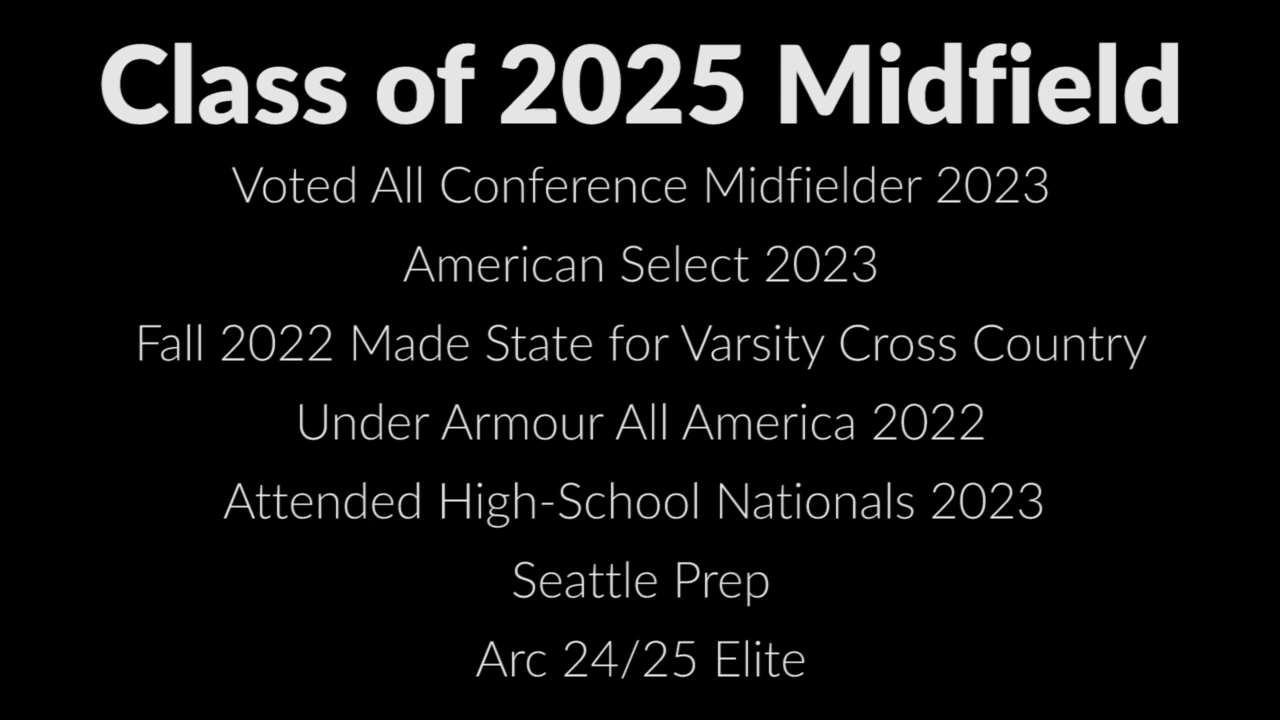 Class of 2025 Midfield
Voted All Conference Midfielder 2023
American Select 2023
Fall 2022 Made State for Varsity Cross Country
Under Armour All America 2022
Attended High-School Nationals 2023
Seattle Prep
Arc 24/25 Elite